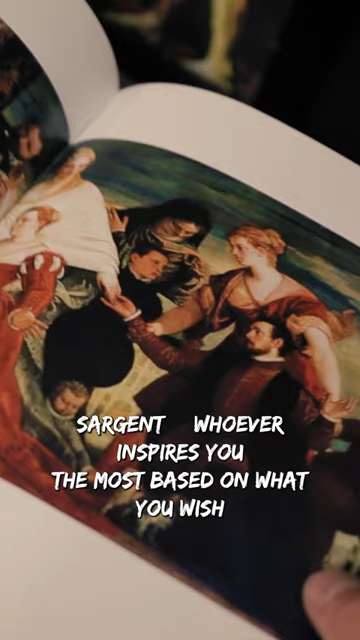 SARGENT WHOEVER
INSPIRES YOU
THE MOST BASED ON WHAT
YOU WISH